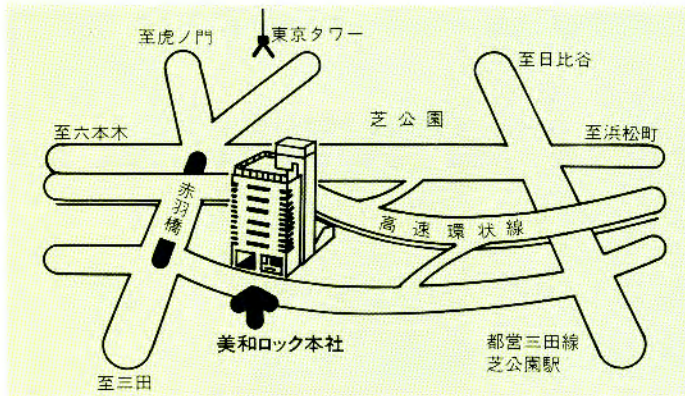 至虎ノ門
東京タワー
至日比谷
芝公園
至六本木
至浜松町
赤羽橋
高速環状線
美和ロック本社
都営三田線
芝公園駅
至三田